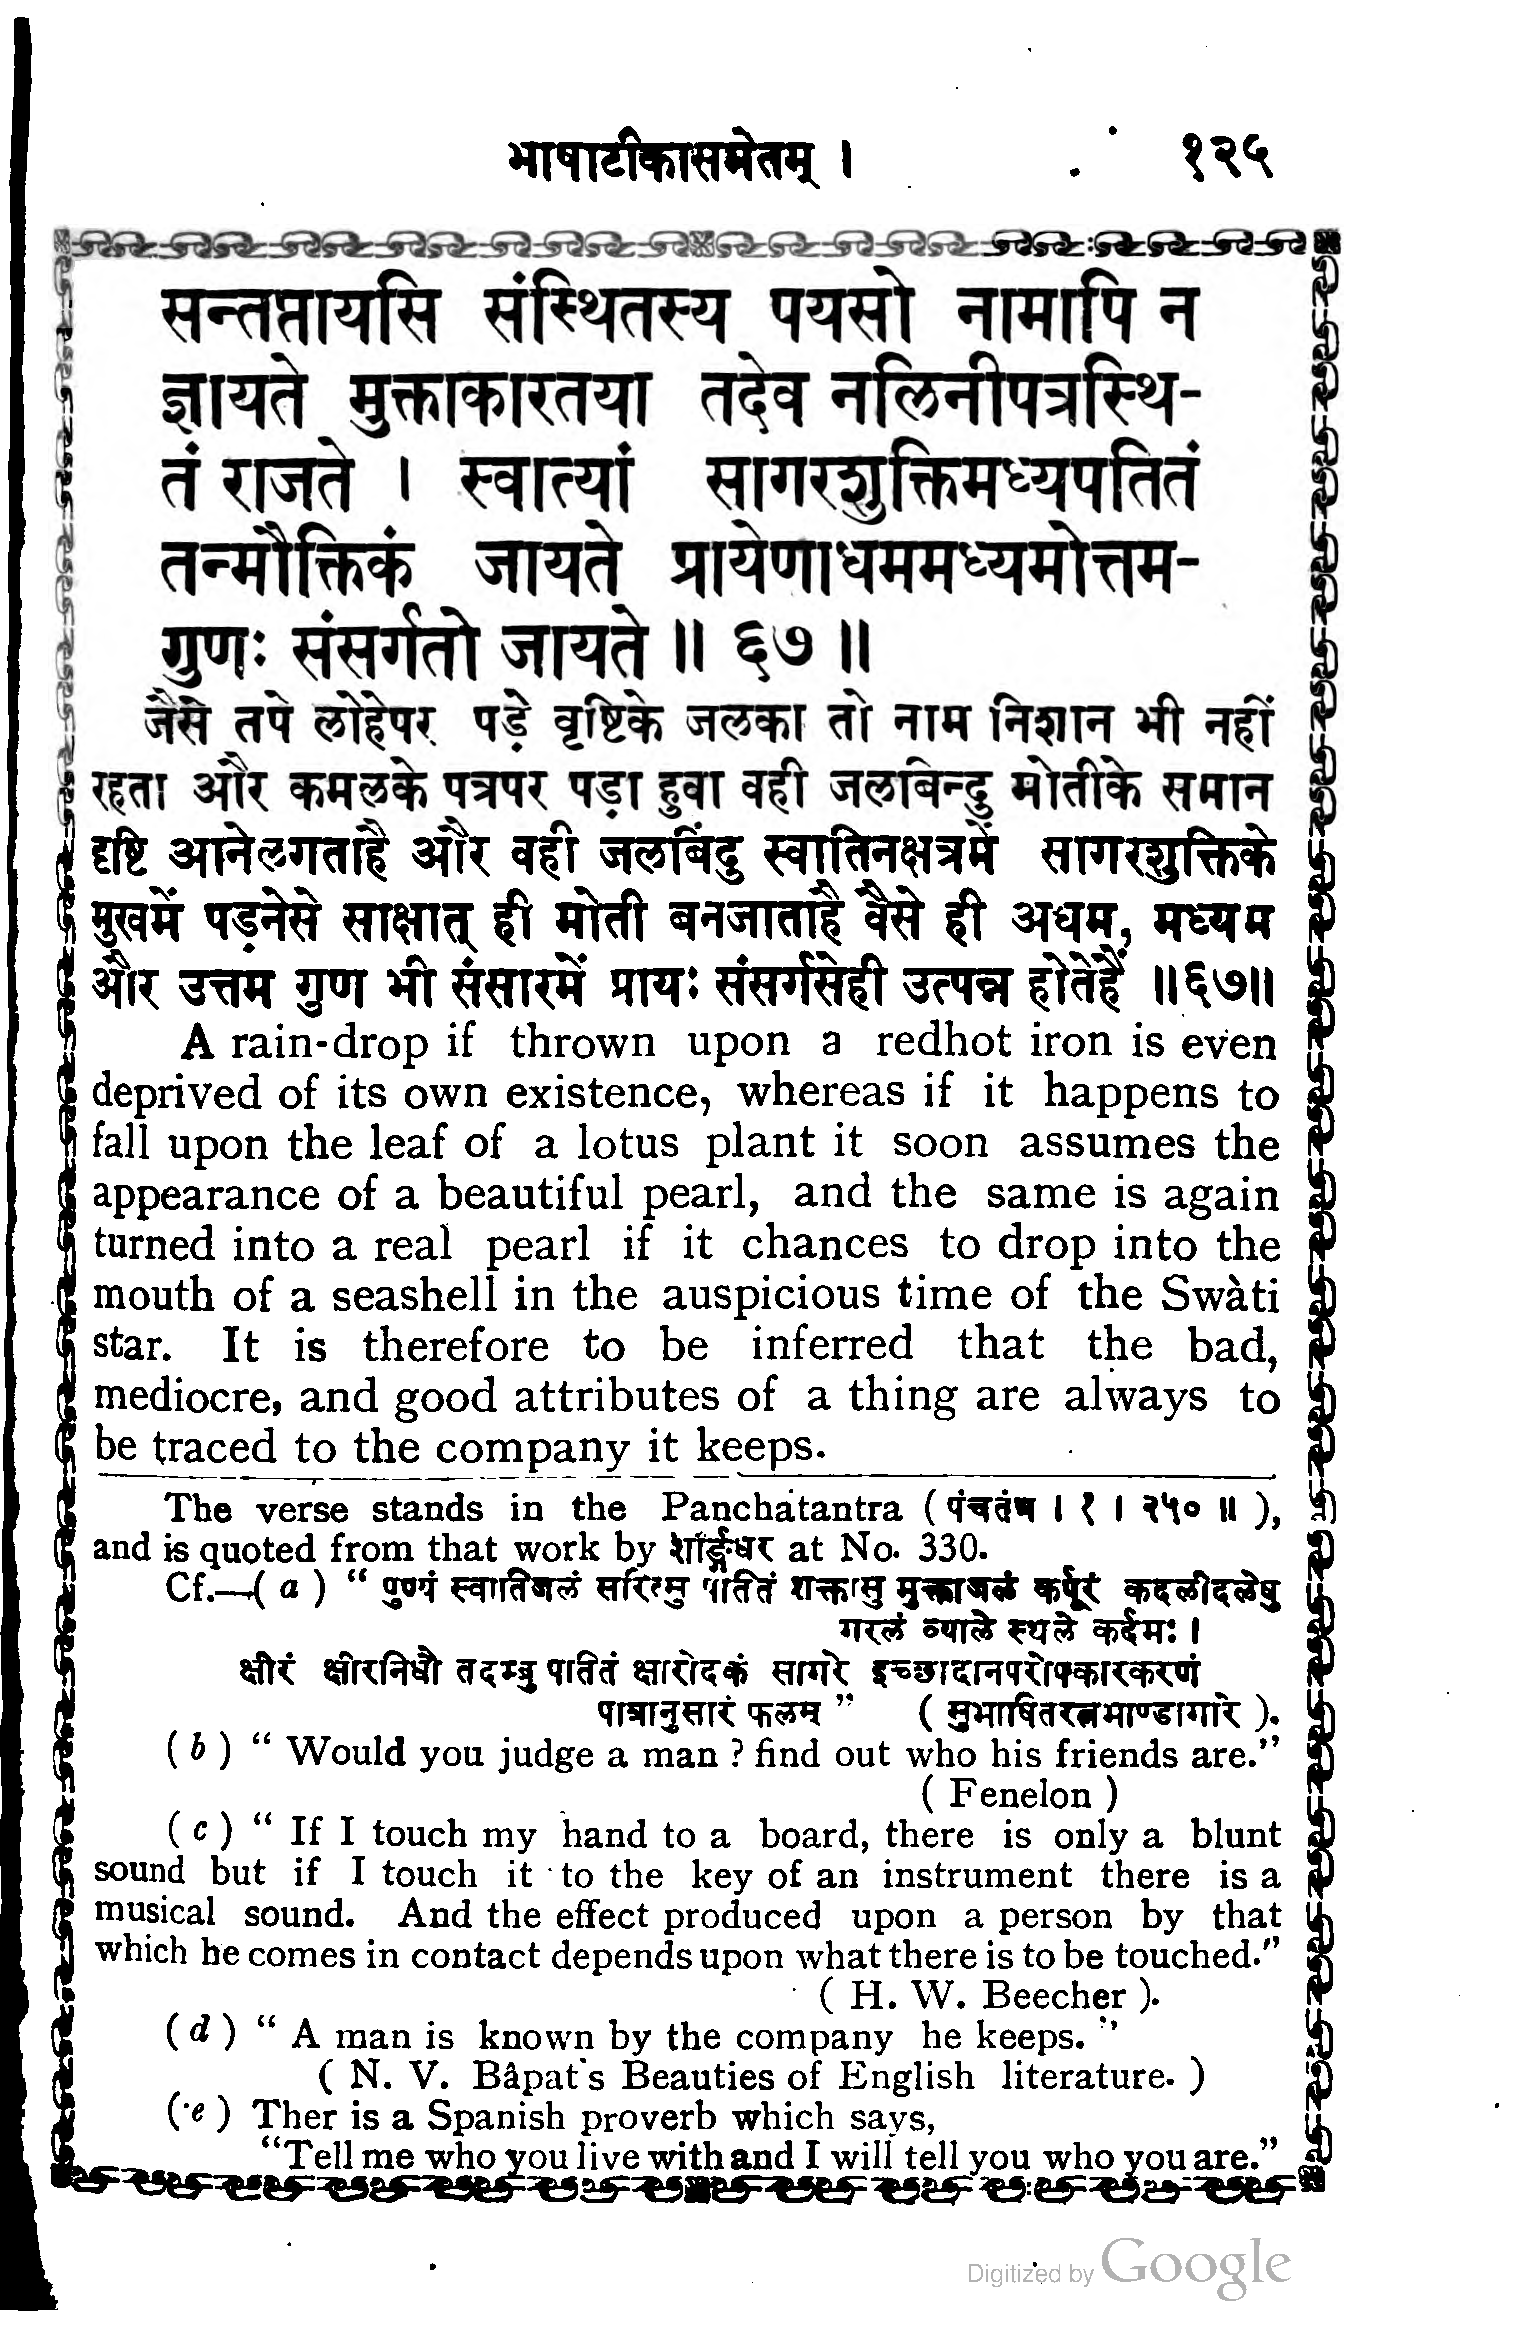 भाषाटीकासमेतम् । १२५
सन्तप्तायसि संस्थितस्य पयसो नामापि न
ज्ञायते मुक्ताकारतया तदेव नलिनीपत्रस्थि-
तं राजते । स्वात्यां सागरशुक्तिमध्यपतितं
तन्मौक्तिकं जायते प्रायेणाधममध्यमोत्तम-
गुणः संसर्गतो जायते ॥ ६७ ॥
जैसे तपे लोहेपर पड़े वृष्टिके जलका तो नाम निशान भी नहीं
रहता और कमलके पत्रपर पड़ा हुवा वही जलबिन्दु मोतीके समान
दृष्टि आनेलगताहै और वही जलबिंदु स्वातिनक्षत्रमें सागरशुक्तिके
मुखमें पड़नेसे साक्षात् ही मोती बनजाताहै वैसे ही अधम, मध्यम
और उत्तम गुण भी संसारमें प्रायः संसर्गसेही उत्पन्न होतेहैं ॥६७॥
A rain-drop if thrown upon a redhot iron is even
deprived of its own existence, whereas if it happens to
fall upon the leaf of a lotus plant it soon assumes the
appearance of a beautiful pearl, and the same is again
turned into a real pearl if it chances to drop into the
mouth of a seashell in the auspicious time of the Swàti
star. It is therefore to be inferred that the bad,
mediocre, and good attributes of a thing are always to
be traced to the company it keeps.
The verse stands in the Panchatantra ( पंचतंत्र । १ । २५० ॥ ),
and is quoted from that work by शार्ङ्गधर at No. 330.
Cf.—( a ) “ पुण्यं स्वातिजलं सरित्सु पतितं शुक्तासु मुक्ताफलं कर्पूरं कदलीदलेषु
गरलं व्याले स्थले कर्दमः ।
क्षीरं क्षीरनिधौ तदम्बु पतितं क्षारोदकं सागरे इच्छादानपरोपकारकरणं
पात्रानुसारं फलम् ” ( सुभाषितरत्नभाण्डागारे ).
( b ) “ Would you judge a man ? find out who his friends are.”
( Fenelon )
( c ) “ If I touch my hand to a board, there is only a blunt
sound but if I touch it to the key of an instrument there is a
musical sound. And the effect produced upon a person by that
which he comes in contact depends upon what there is to be touched.”
( H. W. Beecher ).
( d ) “ A man is known by the company he keeps. ”
( N. V. Bâpat's Beauties of English literature. )
( e ) Ther is a Spanish proverb which says,
“Tell me who you live with and I will tell you who you are.”
Digitized by Google